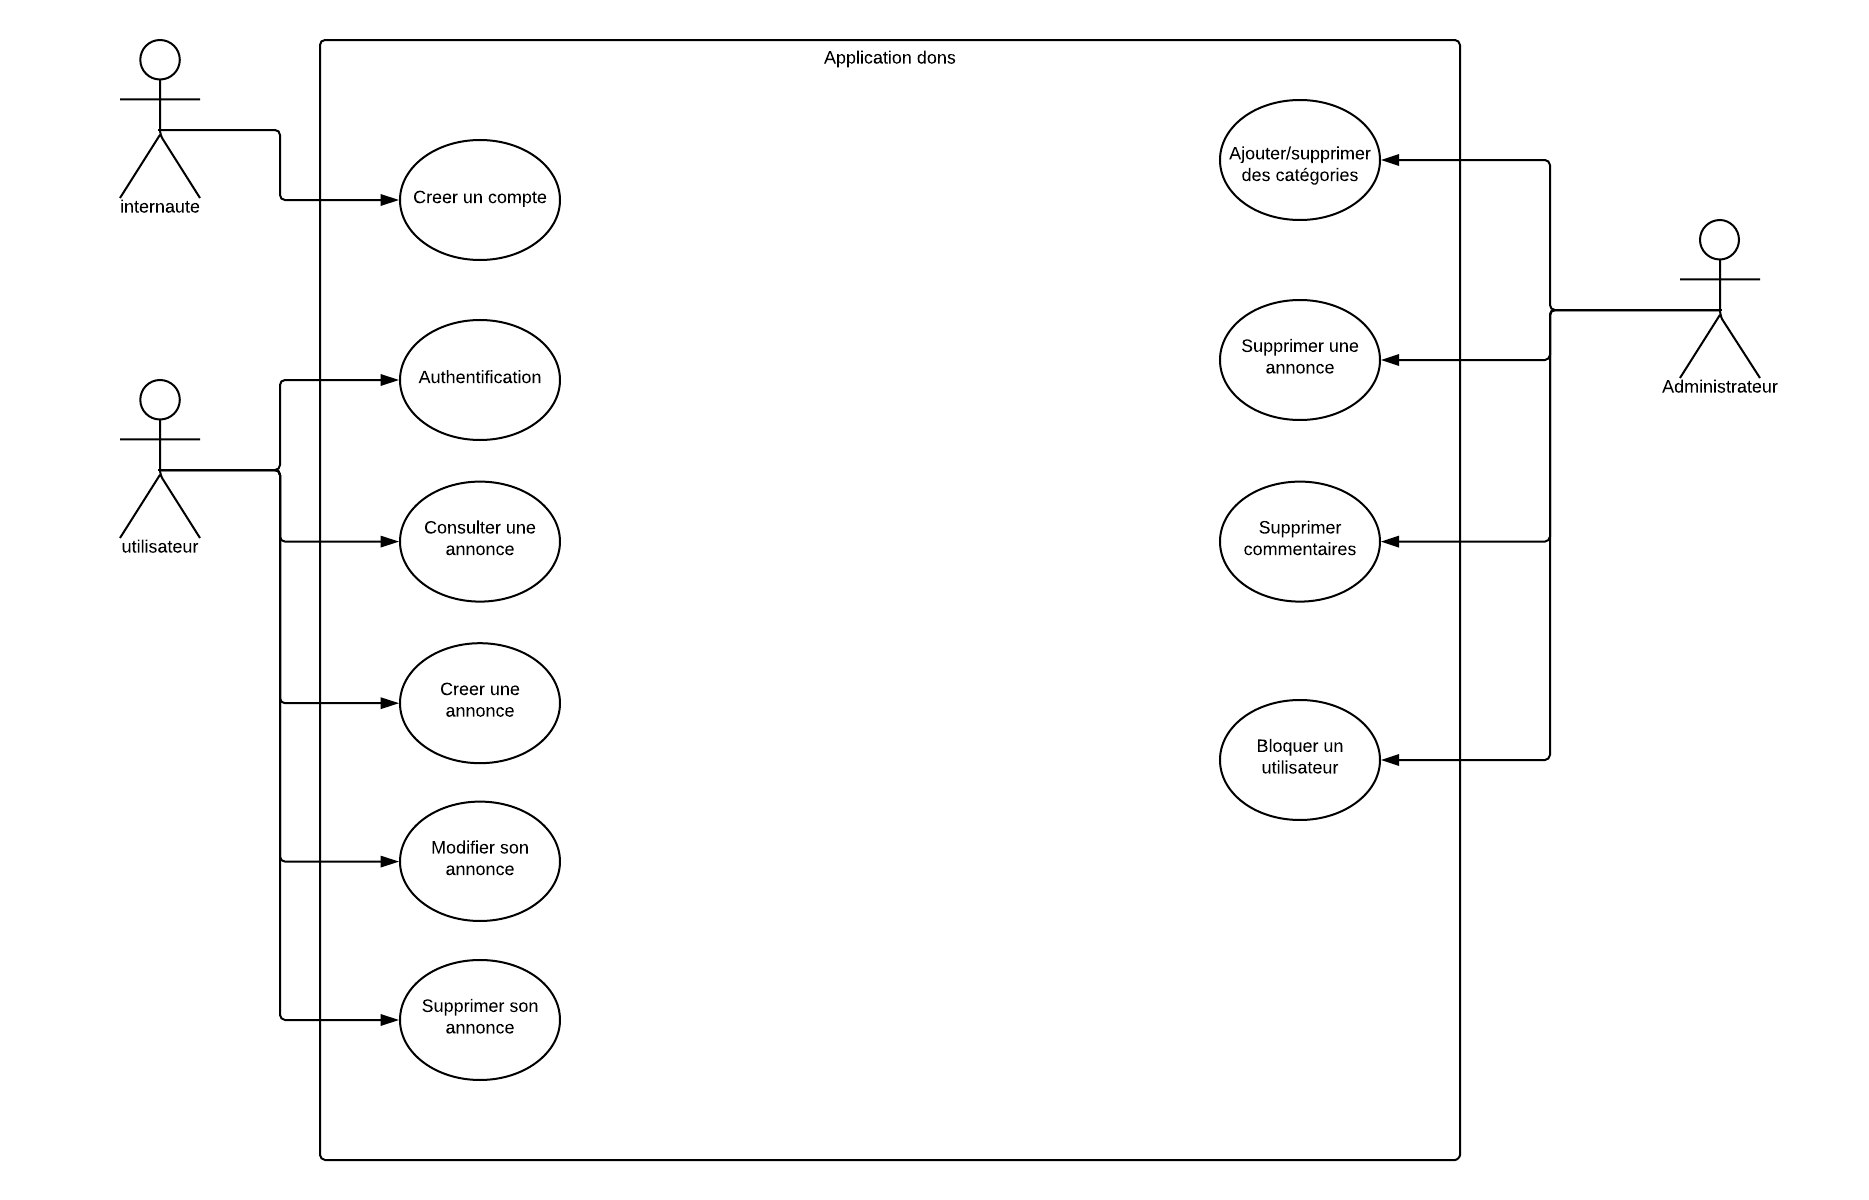 Application dons
internaute
Creer un compte
utilisateur
Authentification
Consulter une
annonce
Creer une
annonce
Modifier son
annonce
Supprimer son
annonce
Ajouter/supprimer
des catégories
Supprimer une
annonce
Supprimer
commentaires
Bloquer un
utilisateur
Administrateur